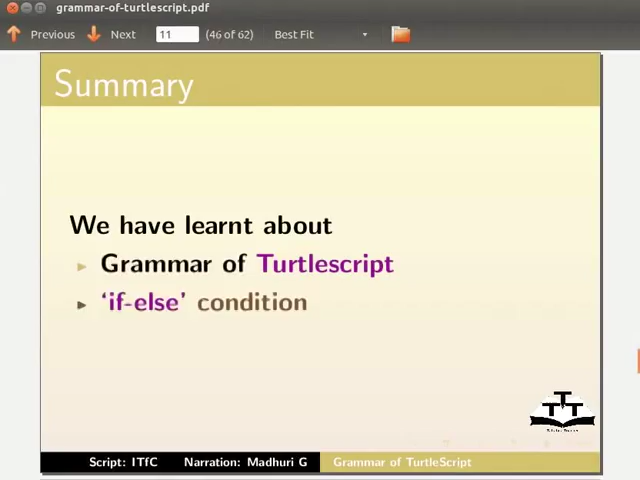 grammar-of-turtlescript.pdf
Previous Next 11 (46 of 62) Best Fit
Summary
We have learnt about
Grammar of Turtlescript
‘if-else’ condition
TTT
Script: ITfC Narration: Madhuri G Grammar of TurtleScript